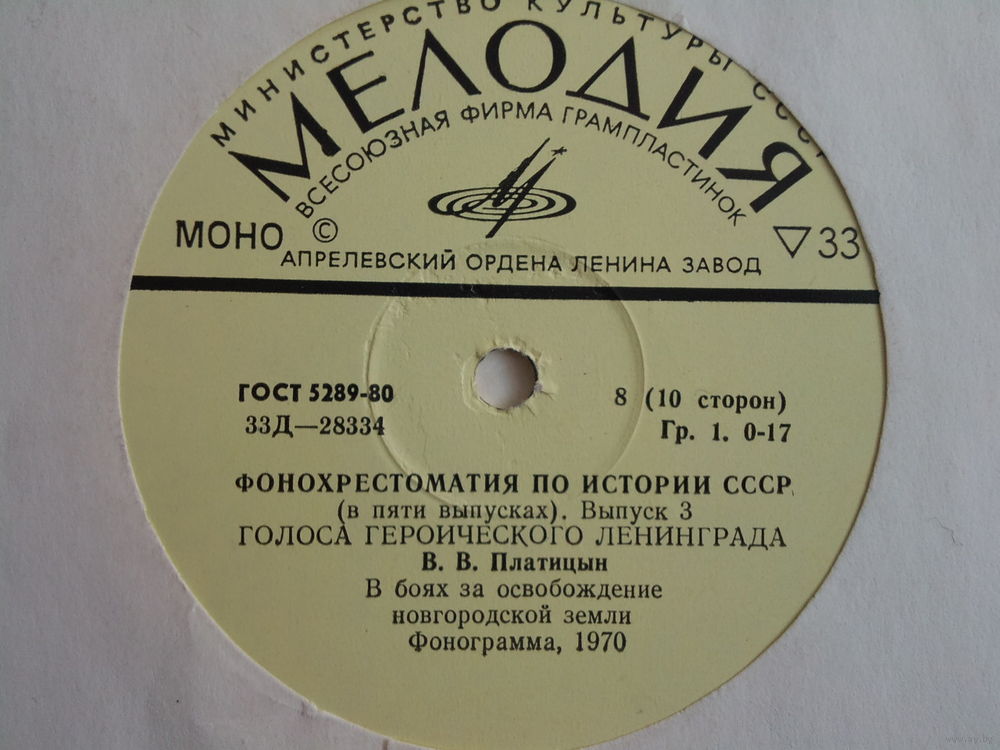 МИНИСТЕРСТВО КУЛЬТУРЫ СССР
МЕЛОДИЯ
ВСЕСОЮЗНАЯ ФИРМА ГРАМПЛАСТИНОК
МОНО © ▽33
АПРЕЛЕВСКИЙ ОРДЕНА ЛЕНИНА ЗАВОД
ГОСТ 5289-80 8 (10 сторон)
33Д—28334 Гр. 1. 0-17
ФОНОХРЕСТОМАТИЯ ПО ИСТОРИИ СССР
(в пяти выпусках). Выпуск 3
ГОЛОСА ГЕРОИЧЕСКОГО ЛЕНИНГРАДА
В. В. Платицын
В боях за освобождение
новгородской земли
Фонограмма, 1970